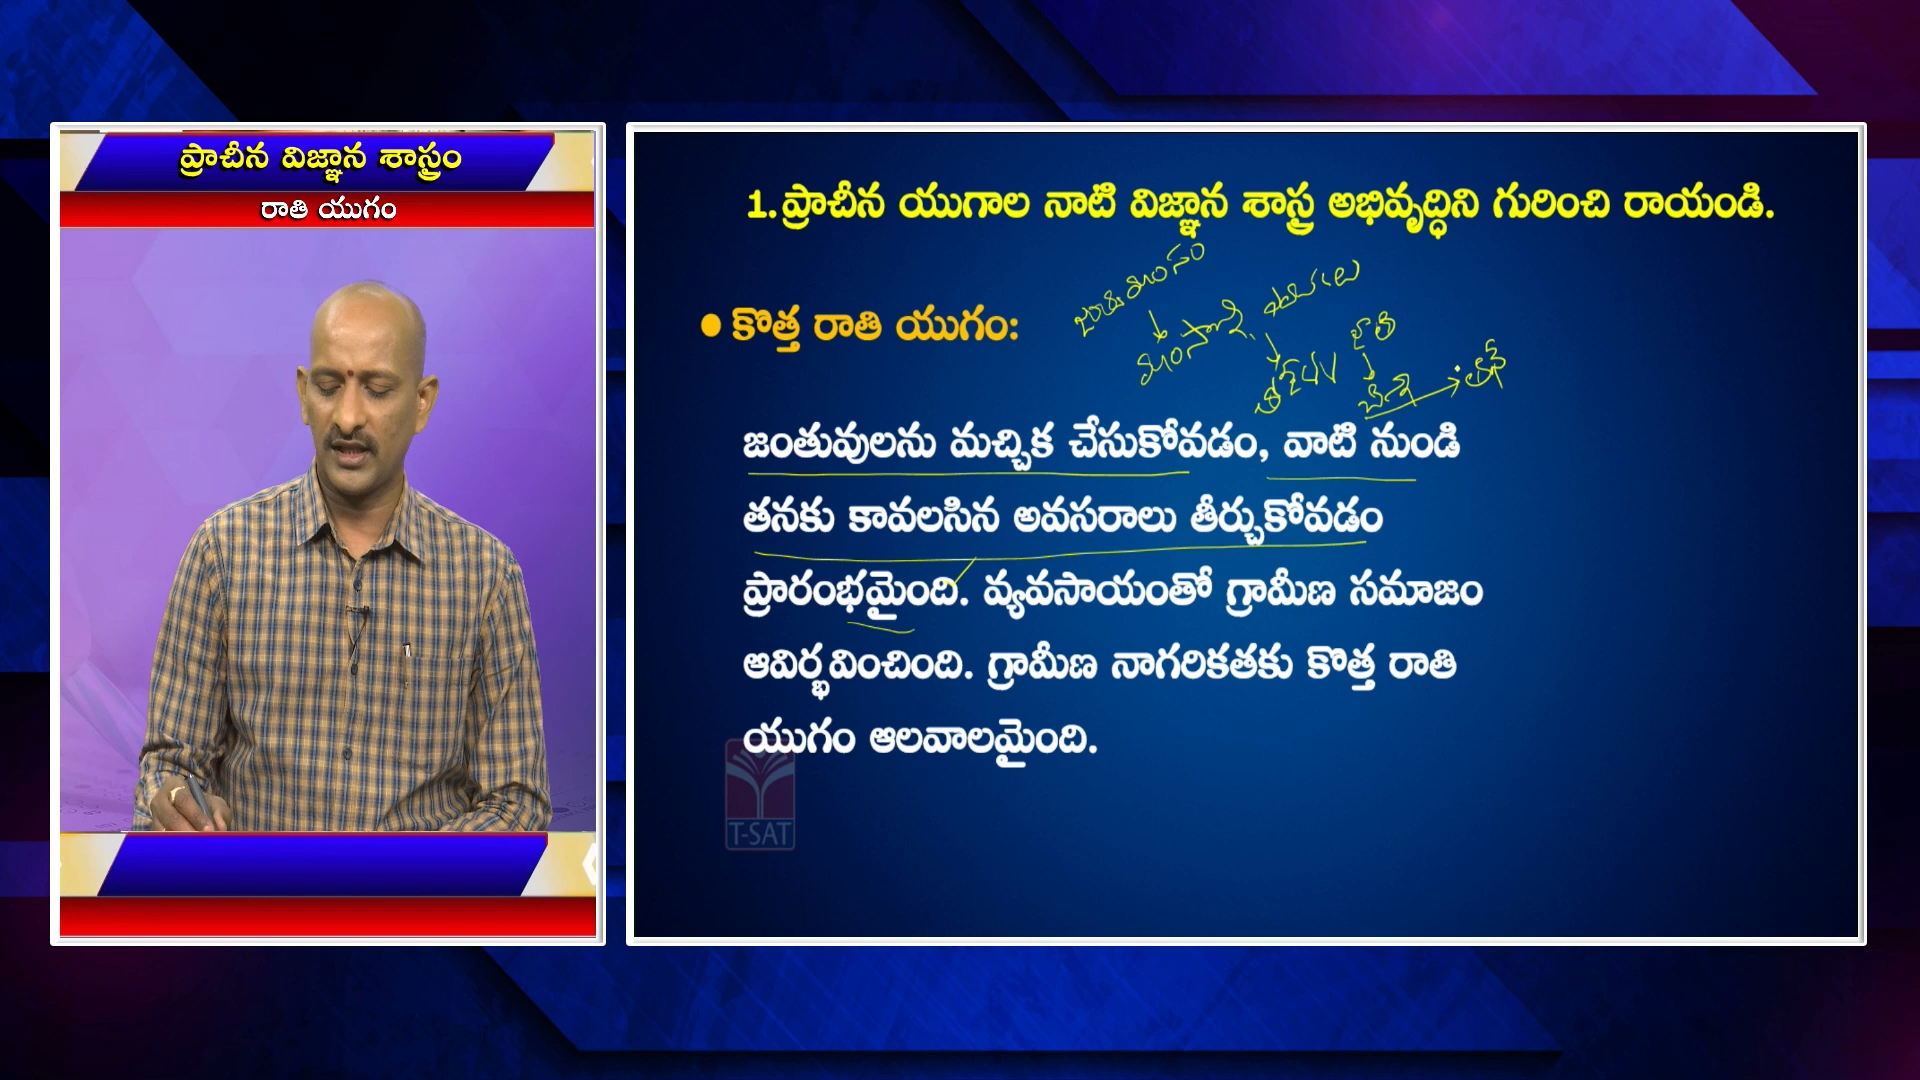 ప్రాచీన విజ్ఞాన శాస్త్రం
రాతి యుగం
1. ప్రాచీన యుగాల నాటి విజ్ఞాన శాస్త్ర అభివృద్ధిని గురించి రాయండి.
• కొత్త రాతి యుగం:
జంతువులను మచ్చిక చేసుకోవడం, వాటి నుండి
తనకు కావలసిన అవసరాలు తీర్చుకోవడం
ప్రారంభమైంది. వ్యవసాయంతో గ్రామీణ సమాజం
ఆవిర్భవించింది. గ్రామీణ నాగరికతకు కొత్త రాతి
యుగం ఆలవాలమైంది.
T-SAT